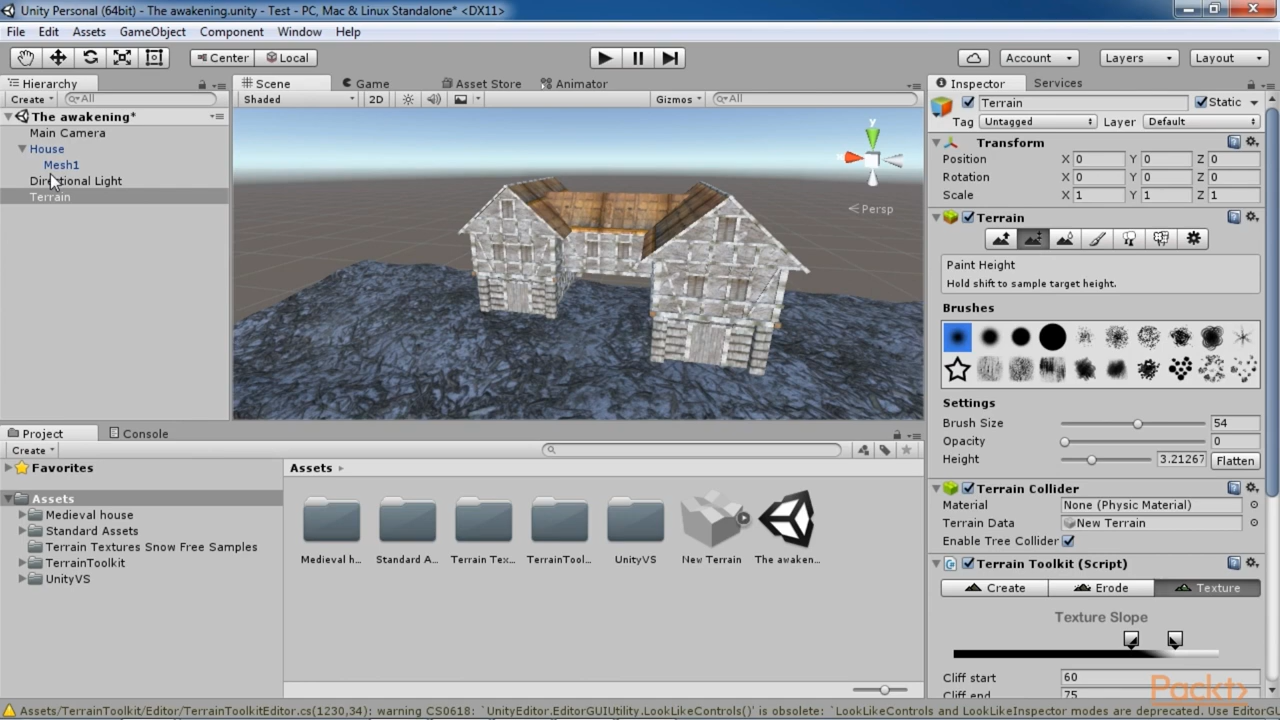 Unity Personal (64bit) - The awakening.unity - Test - PC, Mac & Linux Standalone* <DX11>
File Edit Assets GameObject Component Window Help
Center Local Account Layers Layout
Hierarchy
Create All
The awakening*
Main Camera
House
Mesh1
Directional Light
Terrain
Scene Game Asset Store Animator
Shaded 2D Gizmos All
y
Persp
Inspector Services
Terrain Static
Tag Untagged Layer Default
Transform
Position X 0 Y 0 Z 0
Rotation X 0 Y 0 Z 0
Scale X 1 Y 1 Z 1
Terrain
Paint Height
Hold shift to sample target height.
Brushes
Settings
Brush Size 54
Opacity 0
Height 3.21267 Flatten
Terrain Collider
Material None (Physic Material)
Terrain Data New Terrain
Enable Tree Collider
Terrain Toolkit (Script)
Create Erode Texture
Texture Slope
Cliff start 60
Cliff end 75
Project Console
Create
Favorites
Assets
Medieval house
Standard Assets
Terrain Textures Snow Free Samples
TerrainToolkit
UnityVS
Assets
Medieval h... Standard A... Terrain Tex... TerrainTool... UnityVS New Terrain The awaken...
Packt
Assets/TerrainToolkit/Editor/TerrainToolkitEditor.cs(1230,34): warning CS0618: `UnityEditor.EditorGUIUtility.LookLikeControls()' is obsolete: `LookLikeControls and LookLikeInspector modes are deprecated. Use EditorGU